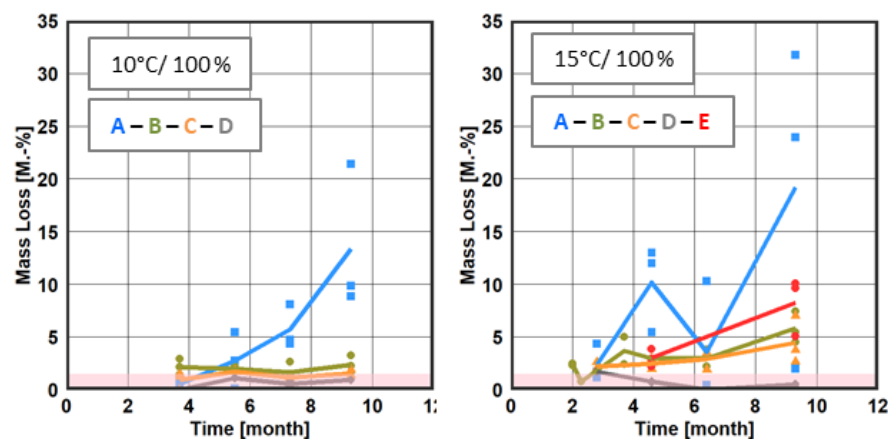 35
30
25
20
15
10
5
0
Mass Loss [M.-%]
10°C/ 100 %
A – B – C – D
0 2 4 6 8 10 12
Time [month]
35
30
25
20
15
10
5
0
Mass Loss [M.-%]
15°C/ 100 %
A – B – C – D – E
0 2 4 6 8 10 12
Time [month]